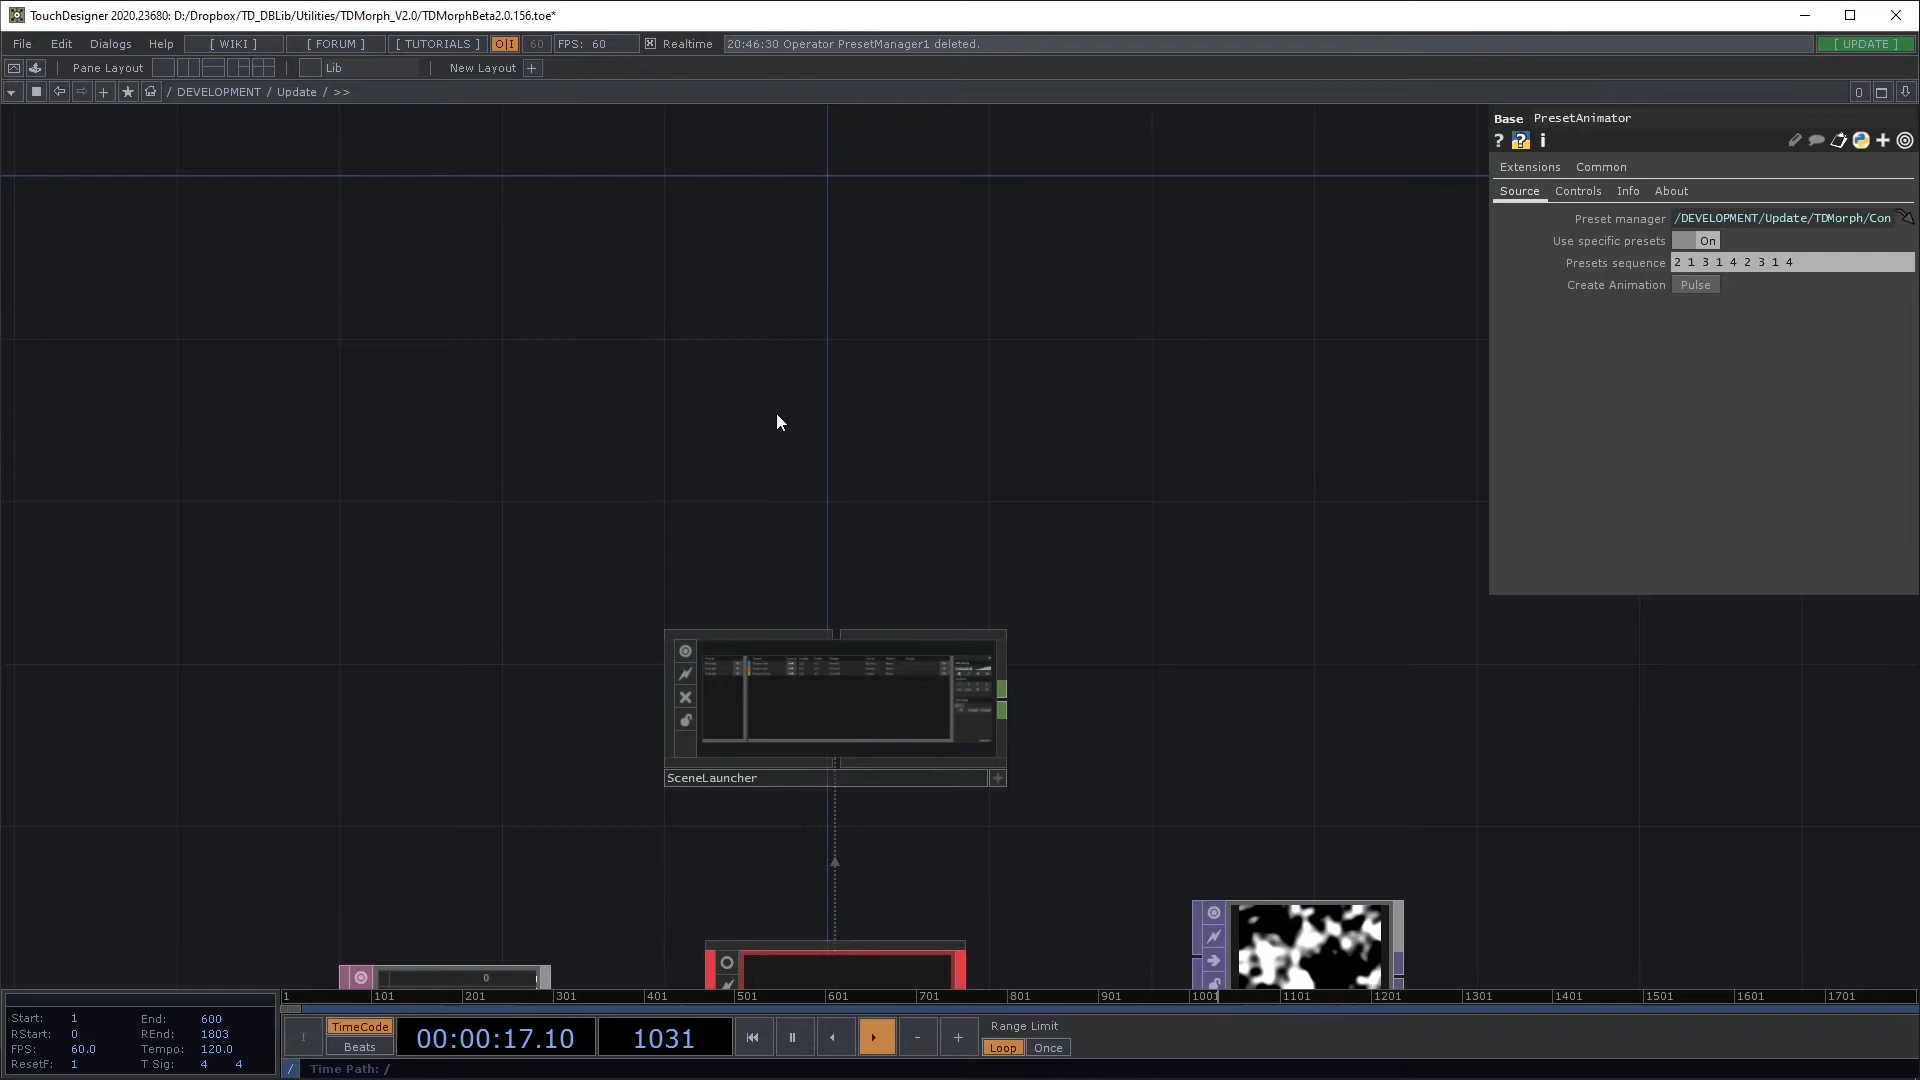 TouchDesigner 2020.23680: D:/Dropbox/TD_DBLib/Utilities/TDMorph_V2.0/TDMorphBeta2.0.156.toe*
File Edit Dialogs Help [ WIKI ] [ FORUM ] [ TUTORIALS ] O|I 60 FPS: 60 Realtime 20:46:30 Operator PresetManager1 deleted. [ UPDATE ]
Pane Layout Lib New Layout +
/ DEVELOPMENT / Update / >> 0
Base PresetAnimator
? ? i
Extensions Common
Source Controls Info About
Preset manager /DEVELOPMENT/Update/TDMorph/Con
Use specific presets On
Presets sequence 2 1 3 1 4 2 3 1 4
Create Animation Pulse
SceneLauncher
0
1 101 201 301 401 501 601 701 801 901 1001 1101 1201 1301 1401 1501 1601 1701
Start: 1 End: 600
RStart: 0 REnd: 1803
FPS: 60.0 Tempo: 120.0
ResetF: 1 T Sig: 4 4
TimeCode
Beats
00:00:17.10 1031
Range Limit
Loop Once
/ Time Path: /